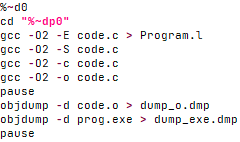 %~d0
cd "%~dp0"
gcc -O2 -E code.c > Program.l
gcc -O2 -S code.c
gcc -O2 -c code.c
gcc -O2 -o code.c
pause
objdump -d code.o > dump_o.dmp
objdump -d prog.exe > dump_exe.dmp
pause